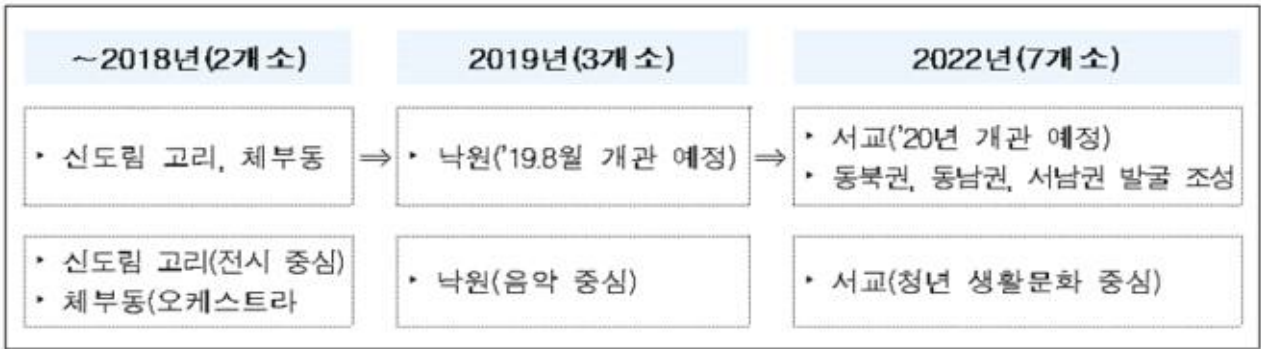 ~2018년(2개소)
2019년(3개소)
2022년(7개소)
‣ 신도림 고리, 체부동
⇒
‣ 낙원('19.8월 개관 예정)
⇒
‣ 서교('20년 개관 예정)
‣ 동북권, 동남권, 서남권 발굴 조성
‣ 신도림 고리(전시 중심)
‣ 체부동(오케스트라
‣ 낙원(음악 중심)
‣ 서교(청년 생활문화 중심)